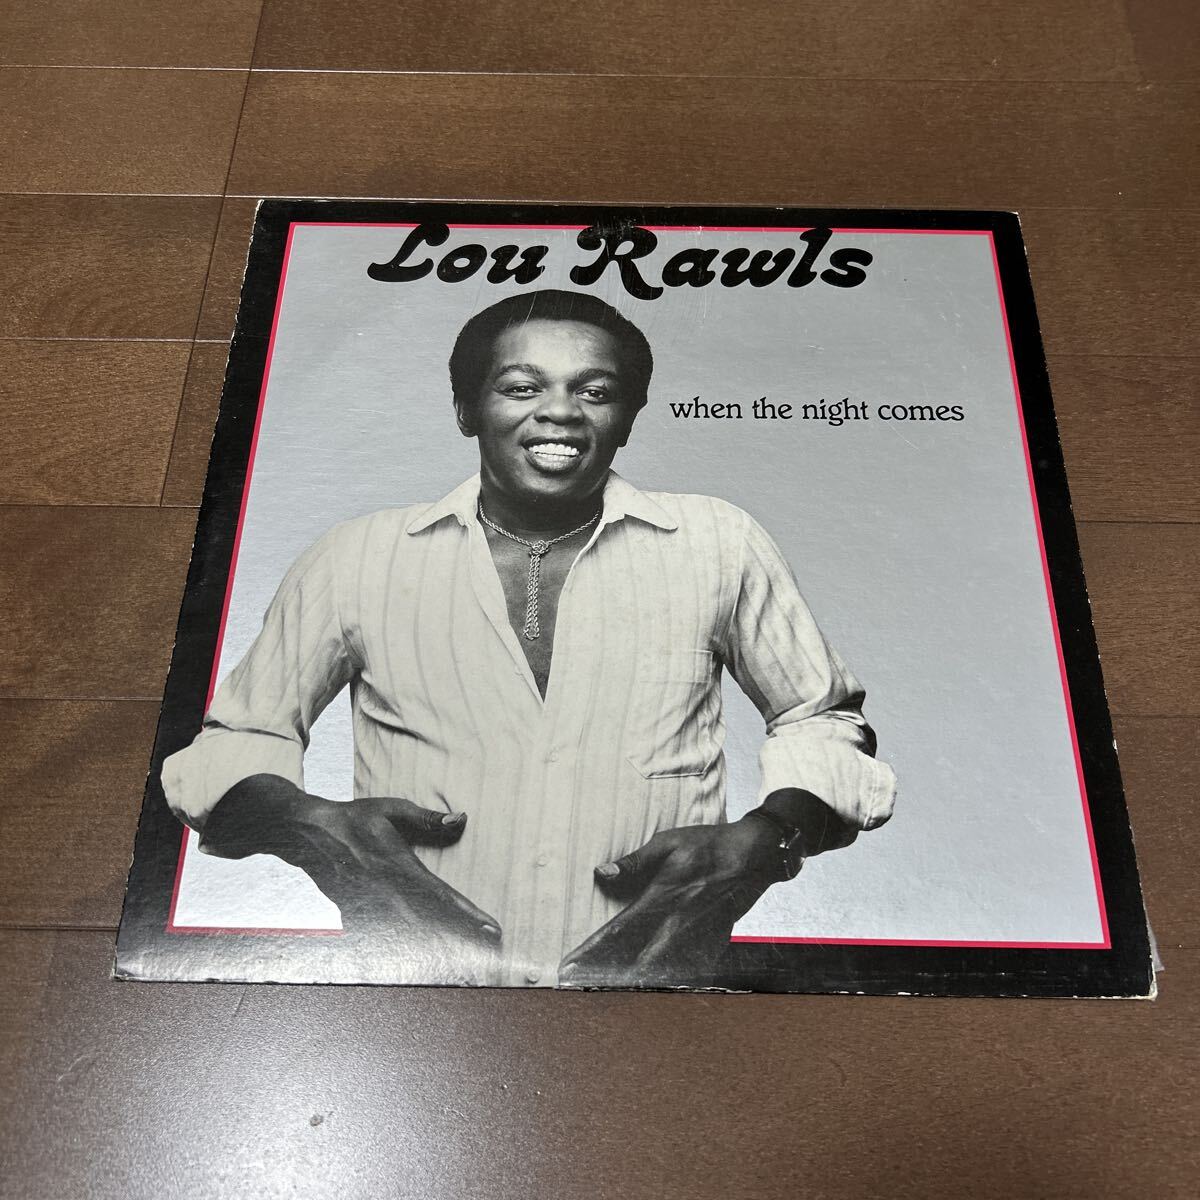 Lou Rawls
when the night comes